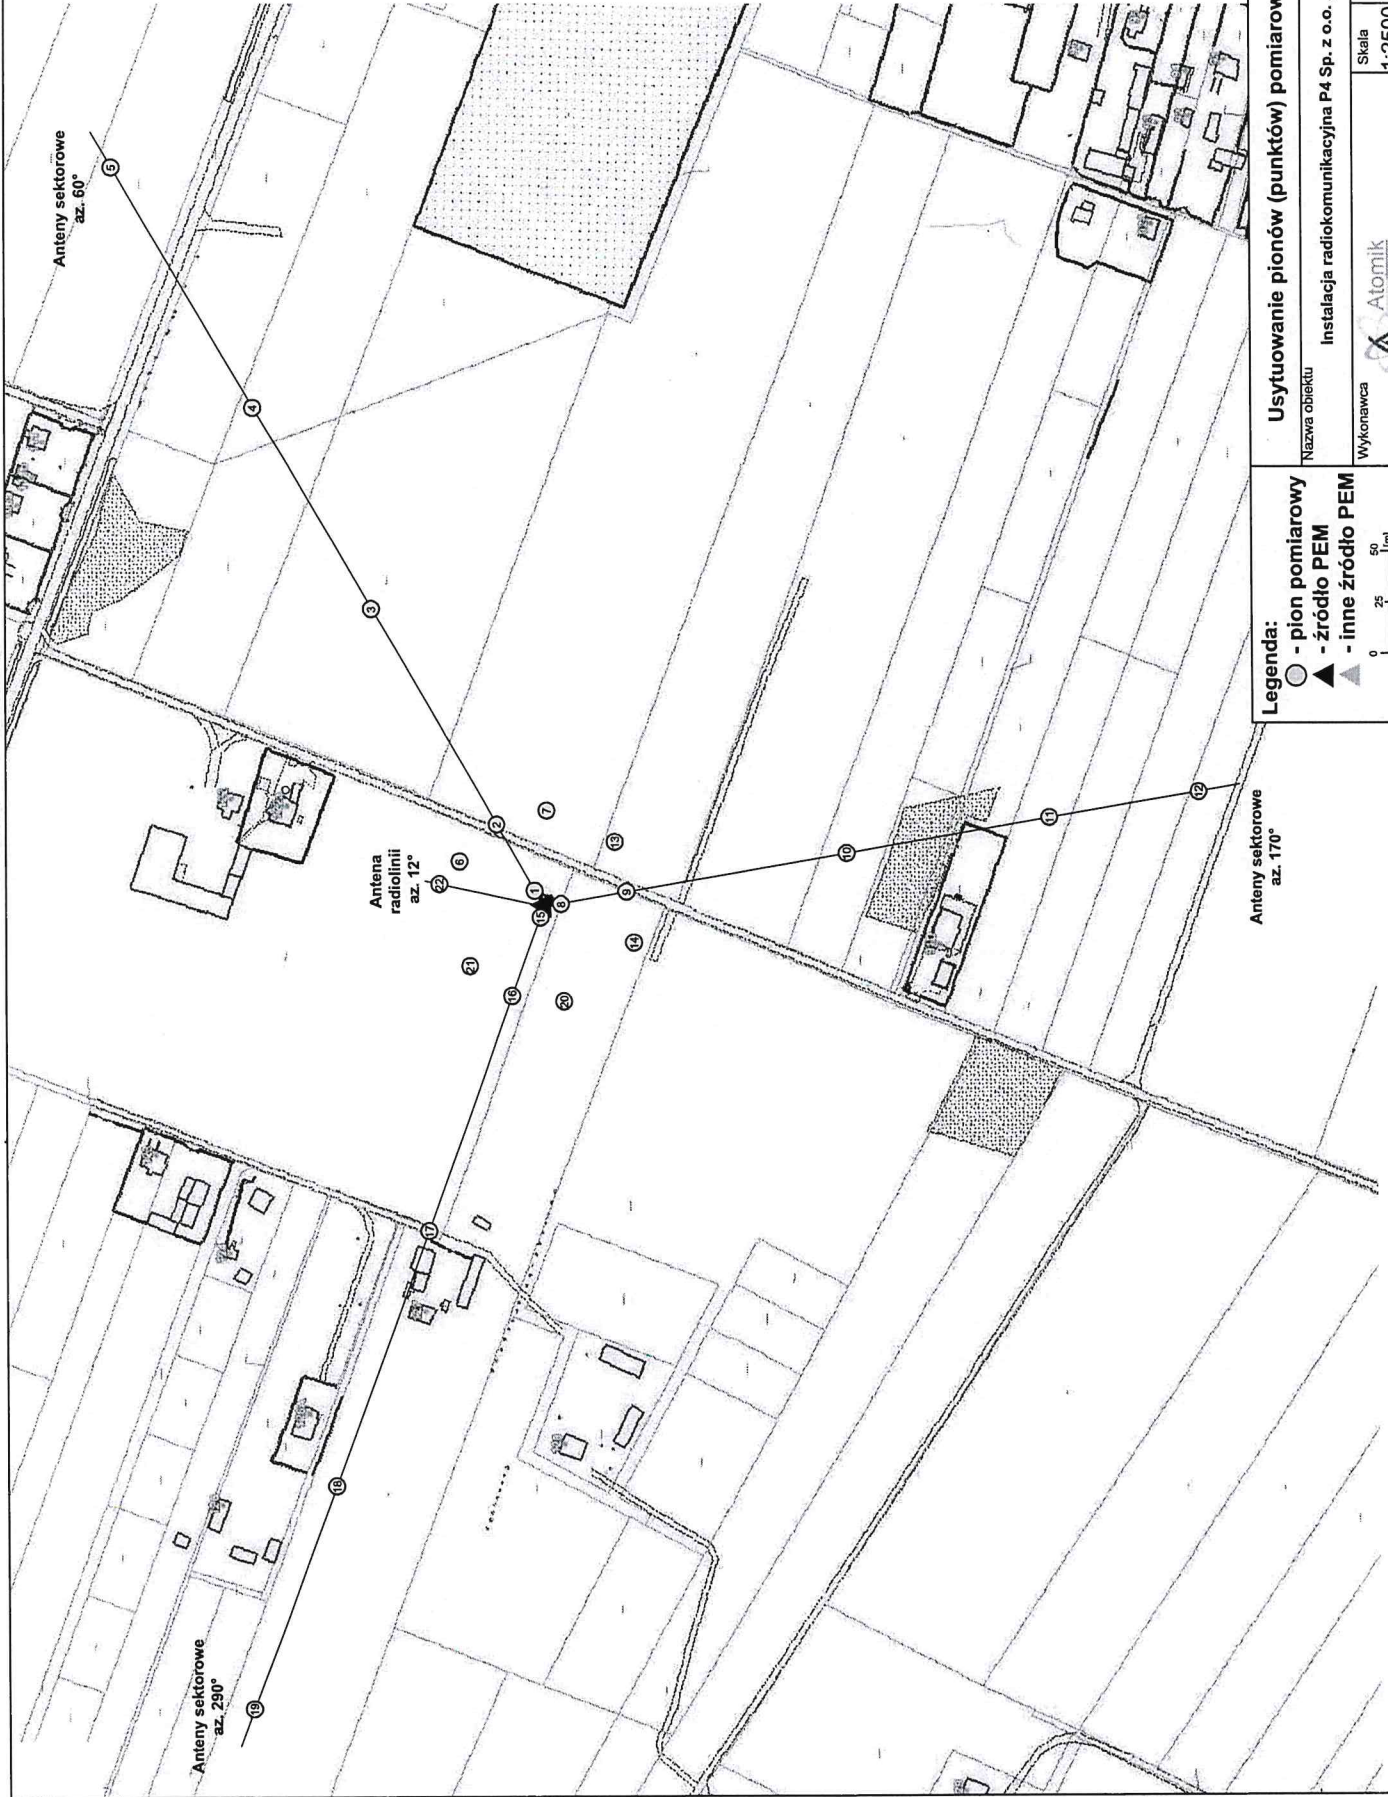 Anteny sektorowe
az. 60°
5
4
3
2
Antena
radiolinii
az. 12°
22
6
7
1
15
8
13
9
14
21
16
20
10
11
12
Anteny sektorowe
az. 170°
17
18
19
Anteny sektorowe
az. 290°
Legenda:
- pion pomiarowy
- źródło PEM
- inne źródło PEM
0 25 50
[m]
Usytuowanie pionów (punktów)
Nazwa obiektu
Instalacja radiokomunikacyjna P4 Sp. z o.o.
Wykonawca
Atomik
Skala